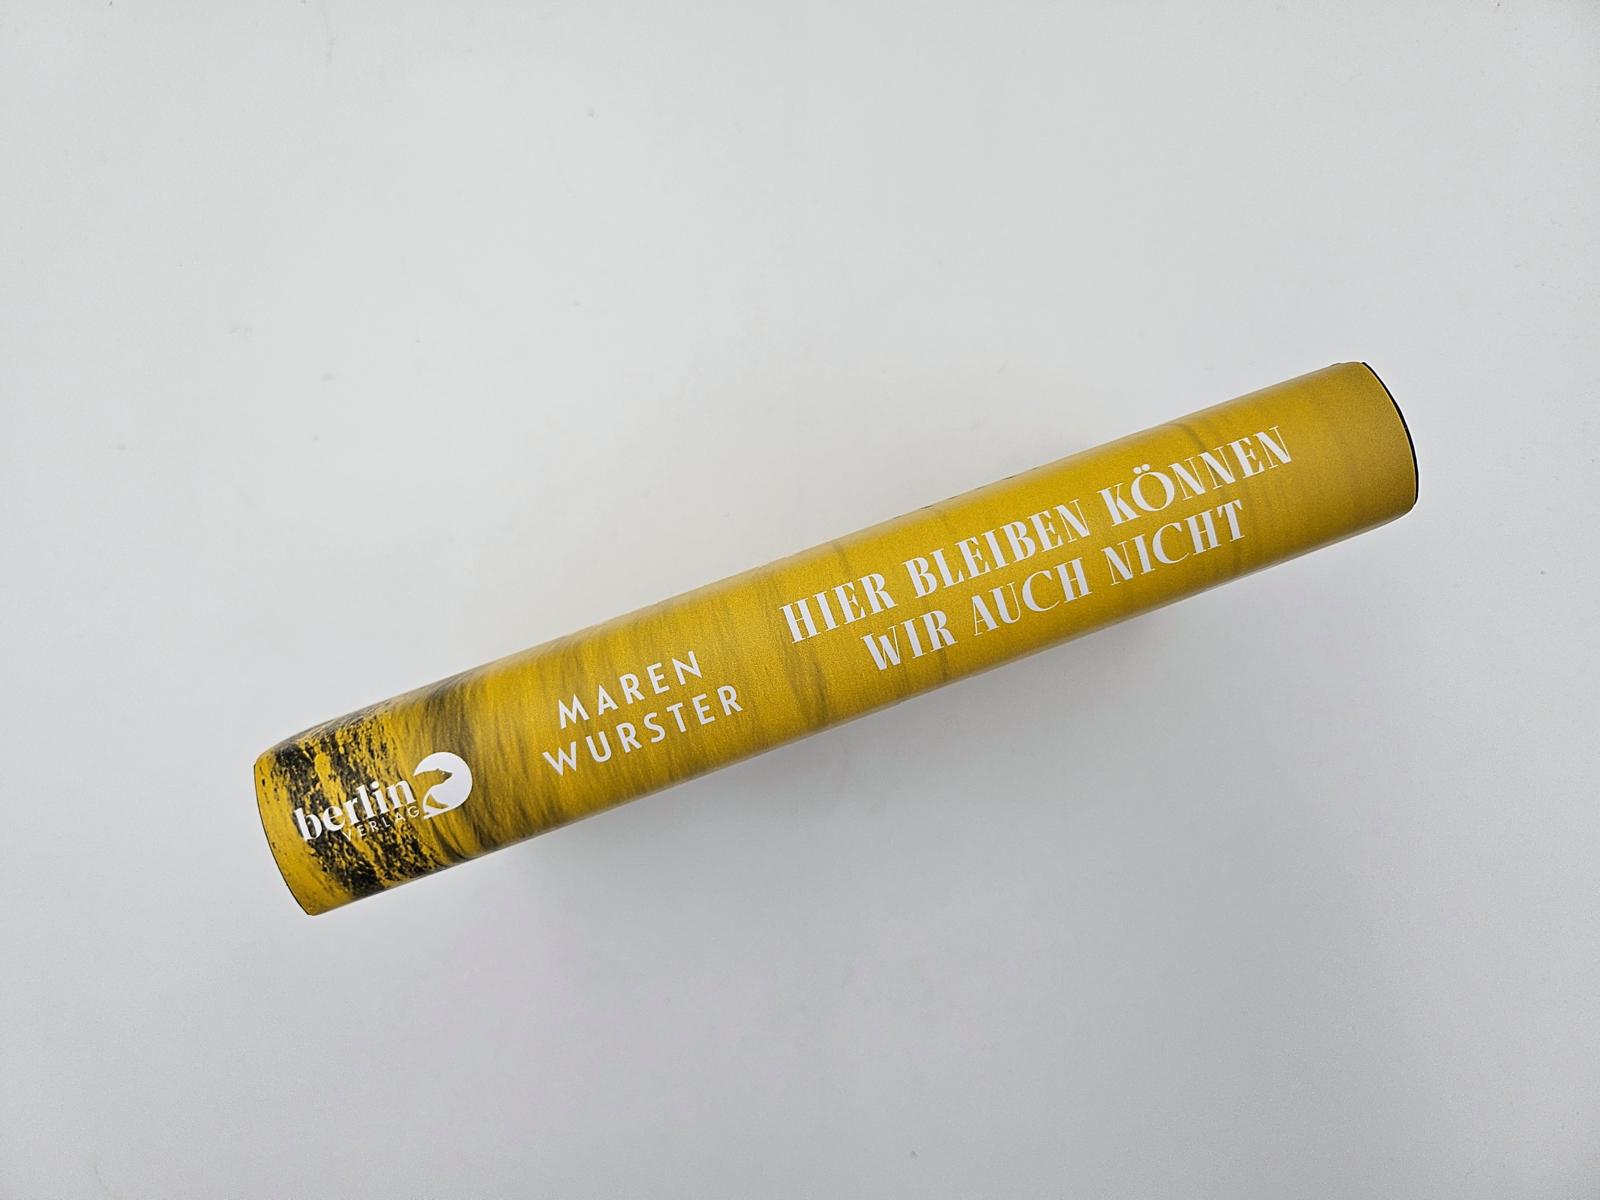 HIER BLEIBEN KÖNNEN
WIR AUCH NICHT
MAREN
WURSTER
berlin
VERLAG